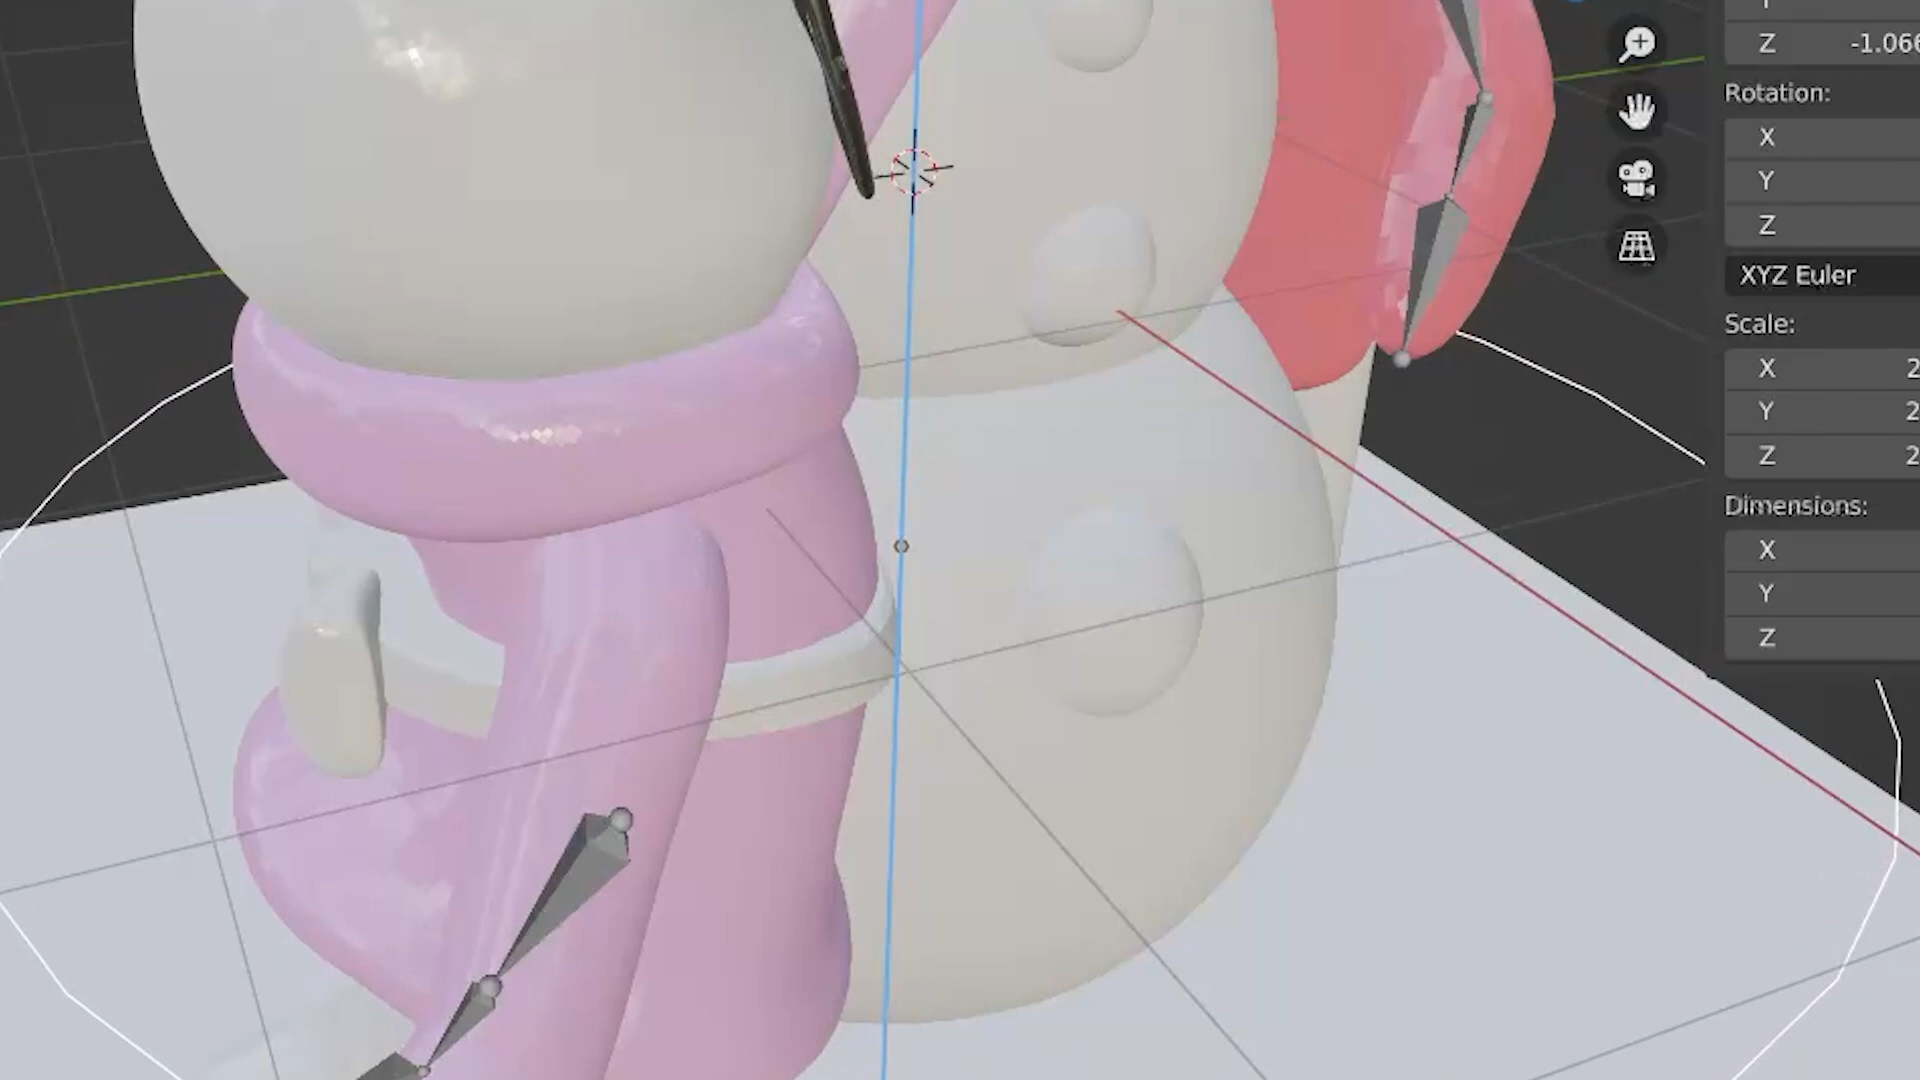 Z -1.066
Rotation:
X
Y
Z
XYZ Euler
Scale:
X 2
Y 2
Z 2
Dimensions:
X
Y
Z